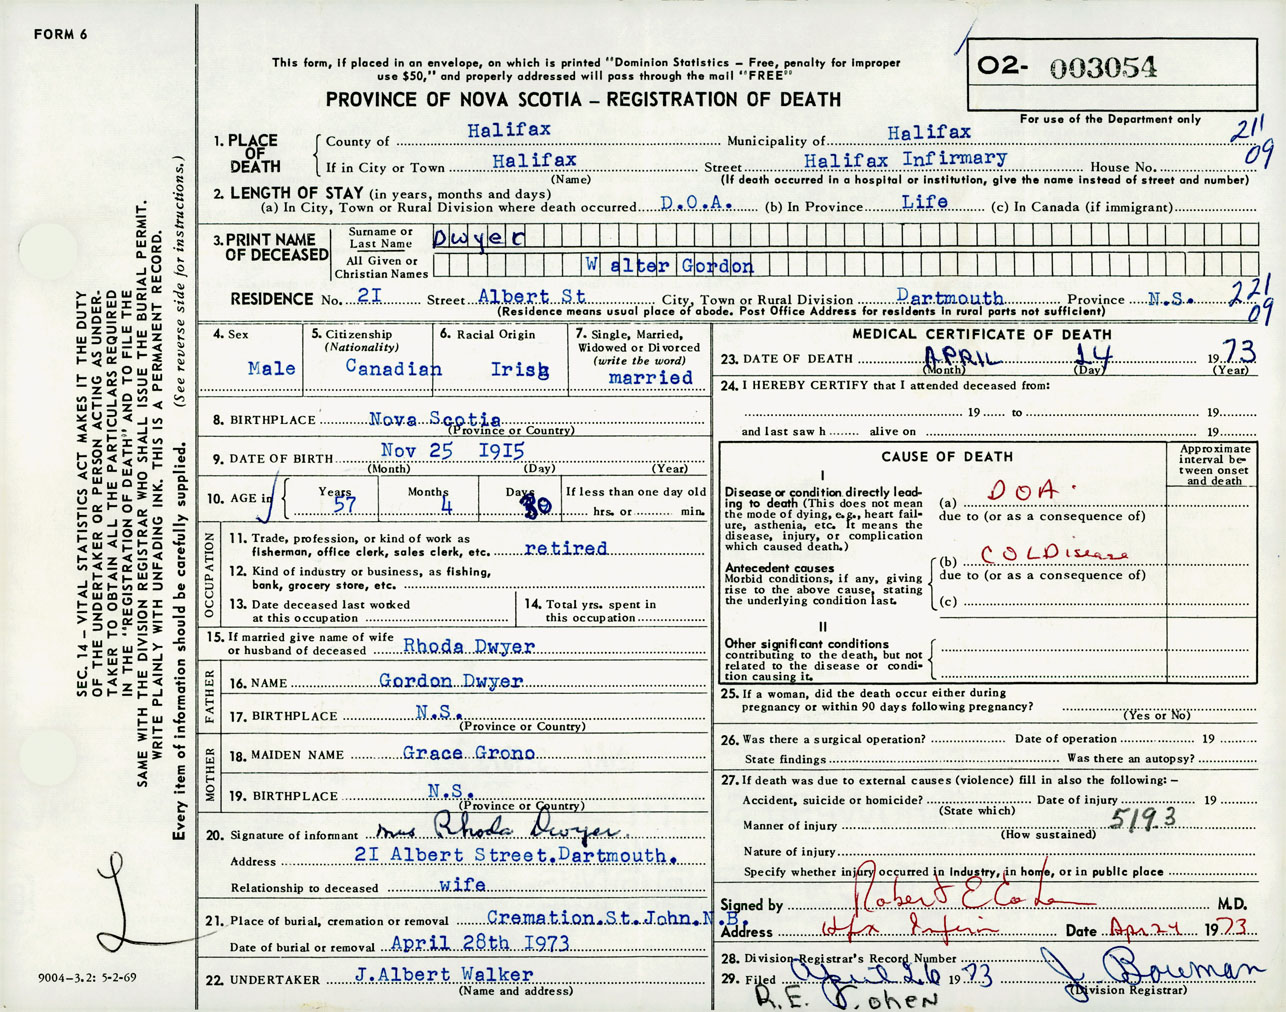 FORM 6
This form, if placed in an envelope, on which is printed "Dominion Statistics – Free, penalty for improper
use $50," and properly addressed will pass through the mail "FREE"
PROVINCE OF NOVA SCOTIA – REGISTRATION OF DEATH
O2- 003054
For use of the Department only
211
09
1. PLACE OF DEATH
County of Halifax Municipality of Halifax
If in City or Town Halifax Street Halifax Infirmary House No.
(Name) (If death occurred in a hospital or institution, give the name instead of street and number)
2. LENGTH OF STAY (in years, months and days)
(a) In City, Town or Rural Division where death occurred D.O.A. (b) In Province Life (c) In Canada (if immigrant)
3. PRINT NAME OF DECEASED
Surname or Last Name Dwyer
All Given or Christian Names Walter Gordon
RESIDENCE No. 2I Street Albert St City, Town or Rural Division Dartmouth Province N.S.
(Residence means usual place of abode. Post Office Address for residents in rural parts not sufficient)
221
09
4. Sex
Male
5. Citizenship
(Nationality)
Canadian
6. Racial Origin
Irish
7. Single, Married,
Widowed or Divorced
(write the word)
married
8. BIRTHPLACE Nova Scotia
(Province or Country)
9. DATE OF BIRTH Nov 25 I9I5
(Month) (Day) (Year)
10. AGE in
Years 57
Months 4
Days 30
If less than one day old
hrs. or min.
OCCUPATION
11. Trade, profession, or kind of work as
fisherman, office clerk, sales clerk, etc. retired
12. Kind of industry or business, as fishing,
bank, grocery store, etc.
13. Date deceased last worked
at this occupation
14. Total yrs. spent in
this occupation
15. If married give name of wife
or husband of deceased Rhoda Dwyer
FATHER
16. NAME Gordon Dwyer
17. BIRTHPLACE N.S.
(Province or Country)
MOTHER
18. MAIDEN NAME Grace Grono
19. BIRTHPLACE N.S.
(Province or Country)
20. Signature of informant Mrs Rhoda Dwyer.
Address 2I Albert Street.Dartmouth.
Relationship to deceased wife
21. Place of burial, cremation or removal Cremation.St.John.N.B.
Date of burial or removal April 28th I973
22. UNDERTAKER J.Albert Walker
(Name and address)
MEDICAL CERTIFICATE OF DEATH
23. DATE OF DEATH APRIL 24 1973
(Month) (Day) (Year)
24. I HEREBY CERTIFY that I attended deceased from:
19 to 19
and last saw h alive on 19
CAUSE OF DEATH
Approximate
interval be-
tween onset
and death
I
Disease or condition directly lead-
ing to death (This does not mean
the mode of dying, e.g., heart fail-
ure, asthenia, etc. It means the
disease, injury, or complication
which caused death.)
(a) DOA.
due to (or as a consequence of)
Antecedent causes
Morbid conditions, if any, giving
rise to the above cause, stating
the underlying condition last.
(b) C O L Disease
due to (or as a consequence of)
(c)
II
Other significant conditions
contributing to the death, but not
related to the disease or condi-
tion causing it.
25. If a woman, did the death occur either during
pregnancy or within 90 days following pregnancy?
(Yes or No)
26. Was there a surgical operation? Date of operation 19
State findings Was there an autopsy?
27. If death was due to external causes (violence) fill in also the following: –
Accident, suicide or homicide? Date of injury 19
(State which)
Manner of injury 5193
(How sustained)
Nature of injury
Specify whether injury occurred in Industry, in home, or in public place
Signed by Robert E Cohen M.D.
Address Hfx Infirm Date Apr 24 1973
28. Division Registrar's Record Number
29. Filed April 26 1973 J. Bowman
(Division Registrar)
R.E. Cohen
SEC. 14 – VITAL STATISTICS ACT MAKES IT THE DUTY
OF THE UNDERTAKER OR PERSON ACTING AS UNDER-
TAKER TO OBTAIN ALL THE PARTICULARS REQUIRED
IN THE "REGISTRATION OF DEATH" AND TO FILE THE
SAME WITH THE DIVISION REGISTRAR WHO SHALL ISSUE THE BURIAL PERMIT.
WRITE PLAINLY WITH UNFADING INK. THIS IS A PERMANENT RECORD.
Every item of information should be carefully supplied. (See reverse side for instructions.)
L
9004-3.2: 5-2-69